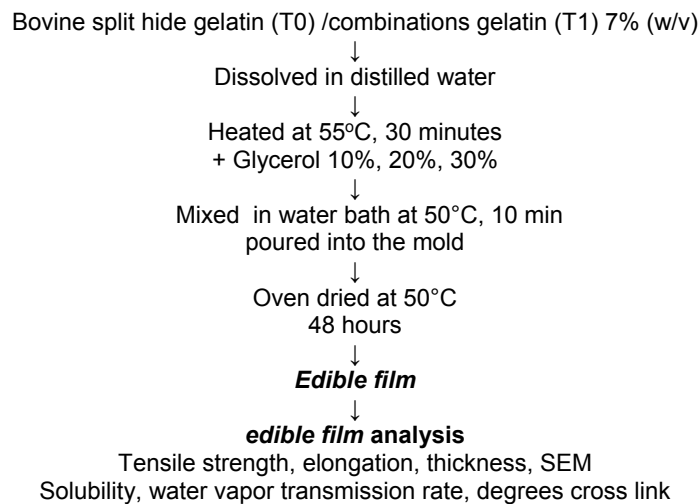 Bovine split hide gelatin (T0) /combinations gelatin (T1) 7% (w/v)
↓
Dissolved in distilled water
↓
Heated at 55°C, 30 minutes
+ Glycerol 10%, 20%, 30%
↓
Mixed in water bath at 50°C, 10 min
poured into the mold
↓
Oven dried at 50°C
48 hours
↓
Edible film
↓
edible film analysis
Tensile strength, elongation, thickness, SEM
Solubility, water vapor transmission rate, degrees cross link